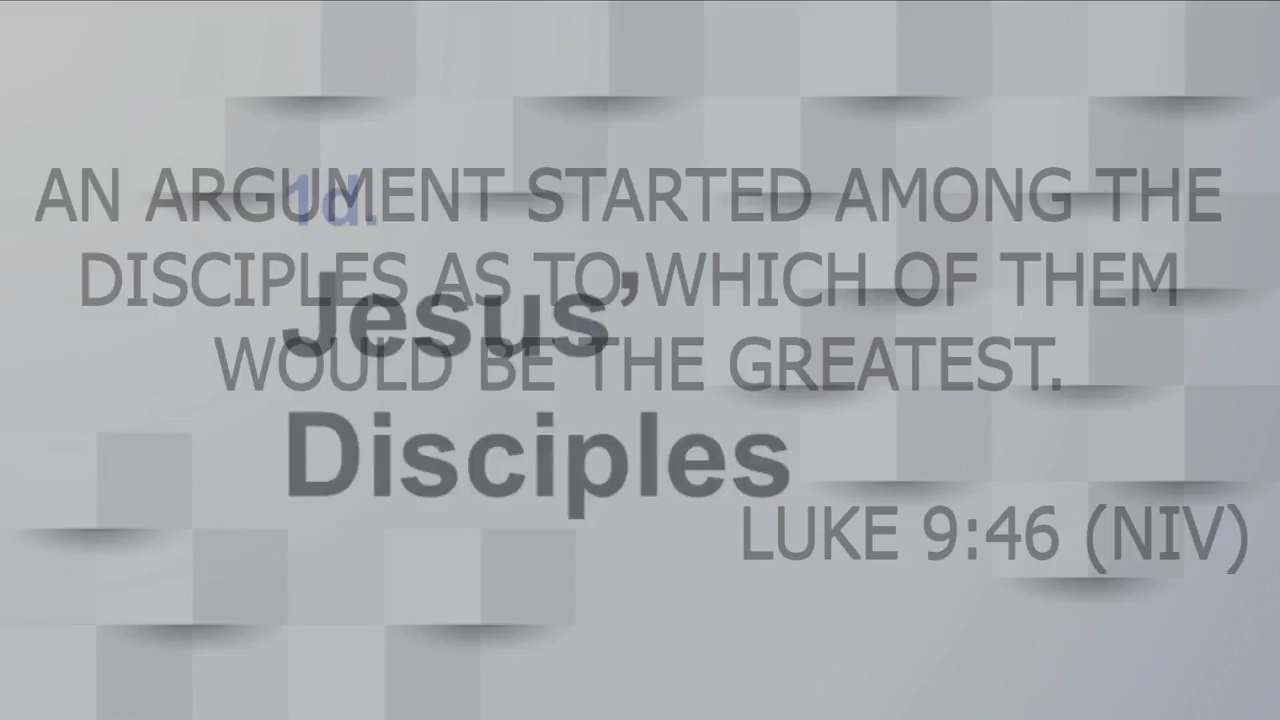 AN ARGUMENT STARTED AMONG THE
DISCIPLES AS TO WHICH OF THEM
WOULD BE THE GREATEST.
LUKE 9:46 (NIV)
1d.
Jesus’
Disciples